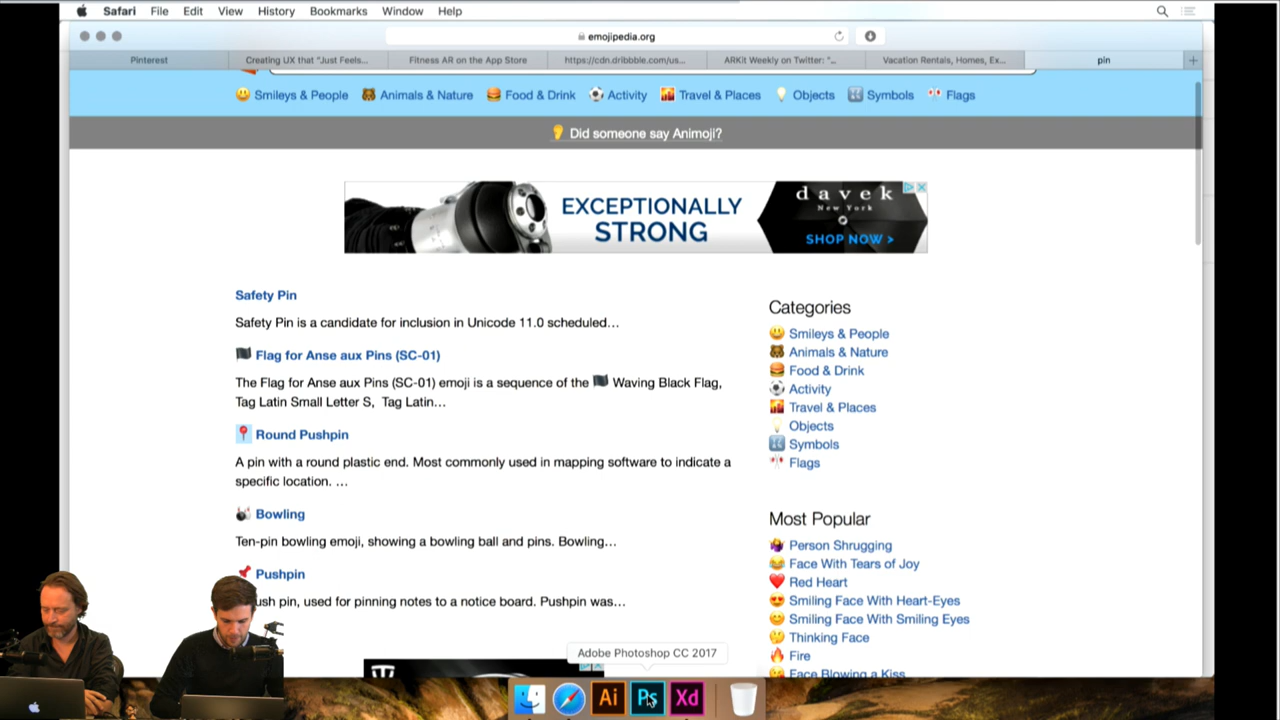 Safari File Edit View History Bookmarks Window Help
emojipedia.org
Pinterest
Creating UX that "Just Feels...
Fitness AR on the App Store
https://cdn.dribbble.com/us...
ARKit Weekly on Twitter: "...
Vacation Rentals, Homes, Ex...
pin
Smileys & People Animals & Nature Food & Drink Activity Travel & Places Objects Symbols Flags
Did someone say Animoji?
EXCEPTIONALLY
STRONG
davek
New York
SHOP NOW >
Safety Pin
Safety Pin is a candidate for inclusion in Unicode 11.0 scheduled...
Flag for Anse aux Pins (SC-01)
The Flag for Anse aux Pins (SC-01) emoji is a sequence of the Waving Black Flag,
Tag Latin Small Letter S, Tag Latin...
Round Pushpin
A pin with a round plastic end. Most commonly used in mapping software to indicate a
specific location. ...
Bowling
Ten-pin bowling emoji, showing a bowling ball and pins. Bowling...
Pushpin
ush pin, used for pinning notes to a notice board. Pushpin was...
Categories
Smileys & People
Animals & Nature
Food & Drink
Activity
Travel & Places
Objects
Symbols
Flags
Most Popular
Person Shrugging
Face With Tears of Joy
Red Heart
Smiling Face With Heart-Eyes
Smiling Face With Smiling Eyes
Thinking Face
Fire
Face Blowing a Kiss
Adobe Photoshop CC 2017
Ai Ps Xd